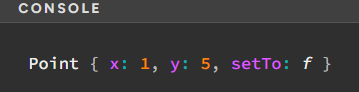 CONSOLE
Point { x: 1, y: 5, setTo: f }